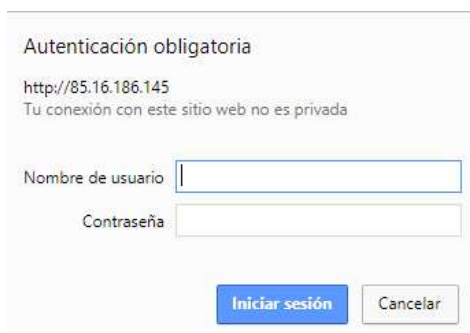 Autenticación obligatoria
http://85.16.186.145
Tu conexión con este sitio web no es privada
Nombre de usuario
Contraseña
Iniciar sesión Cancelar